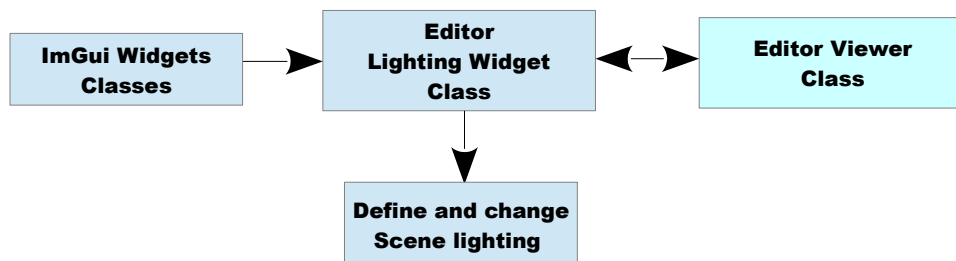 ImGui Widgets
Classes
Editor
Lighting Widget
Class
Editor Viewer
Class
Define and change
Scene lighting